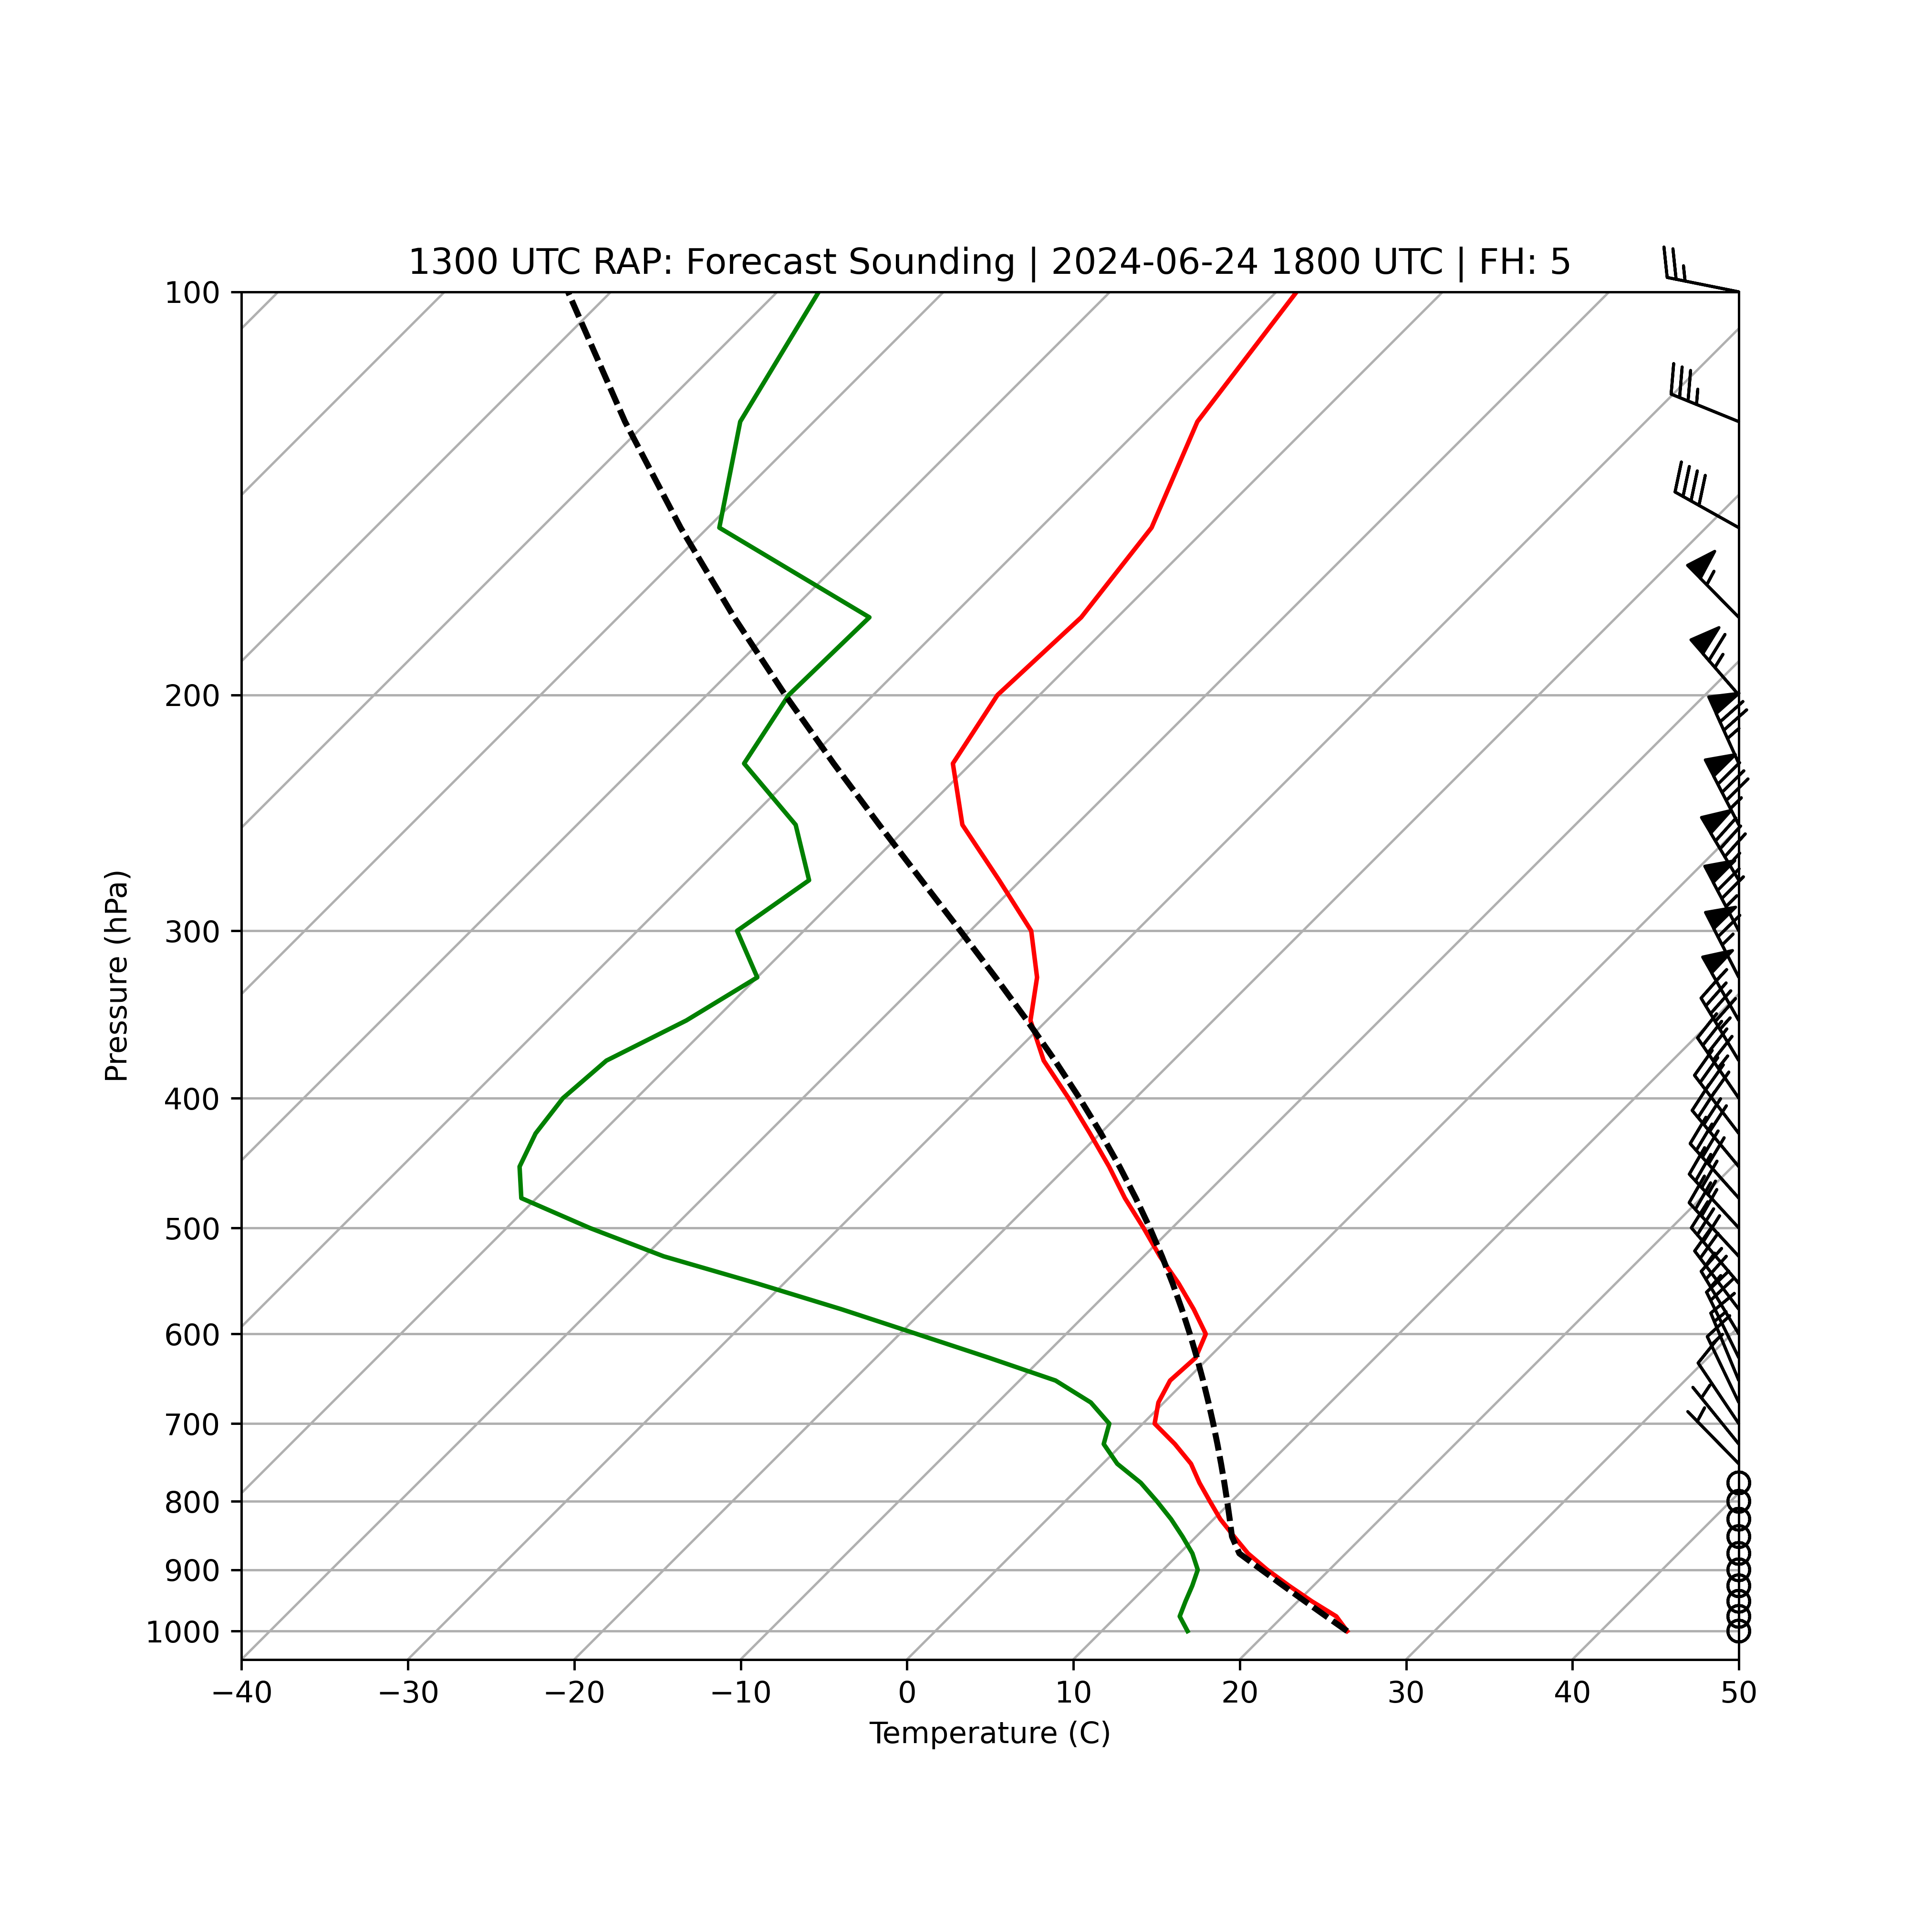 1300 UTC RAP: Forecast Sounding | 2024-06-24 1800 UTC | FH: 5
100
200
300
400
500
600
700
800
900
1000
Pressure (hPa)
−40 −30 −20 −10 0 10 20 30 40 50
Temperature (C)